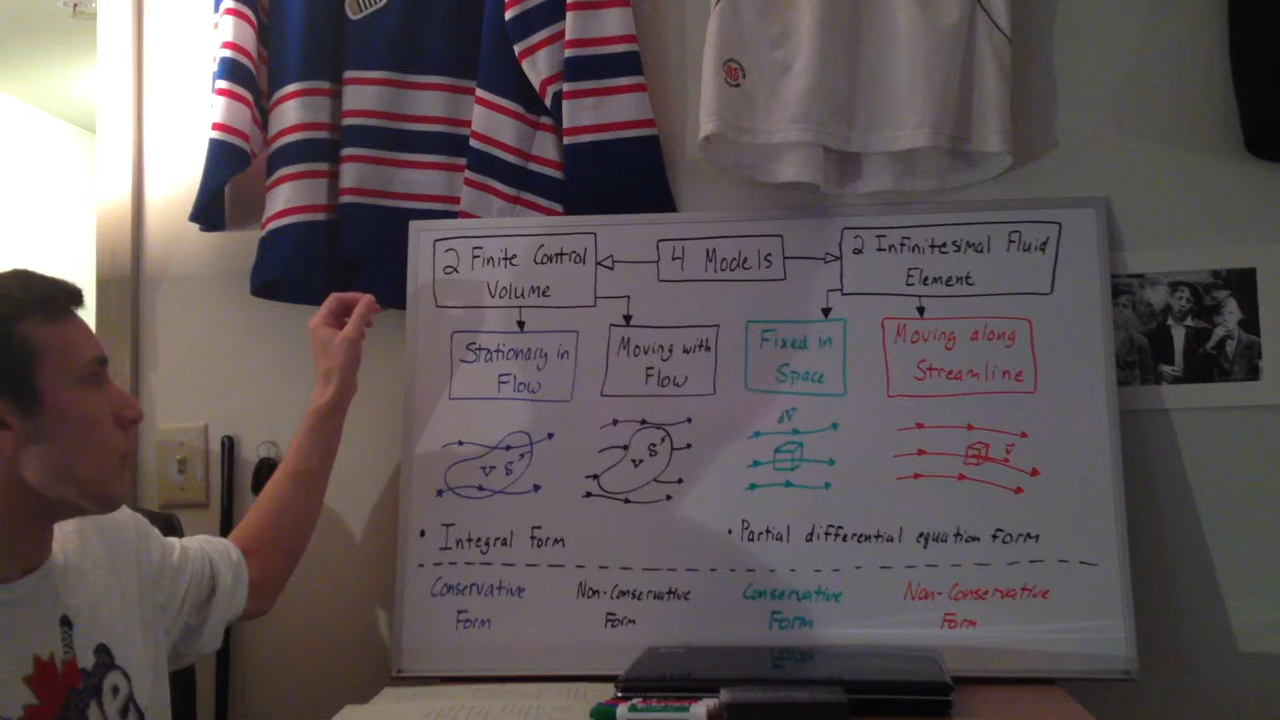 2 Finite Control
Volume
4 Models
2 Infinitesimal Fluid
Element
Stationary in
Flow
Moving with
Flow
Fixed in
Space
Moving along
Streamline
V S
V S
dV
V
• Integral Form
• Partial differential equation Form
Conservative
Form
Non-Conservative
Form
Conservative
Form
Non-Conservative
Form